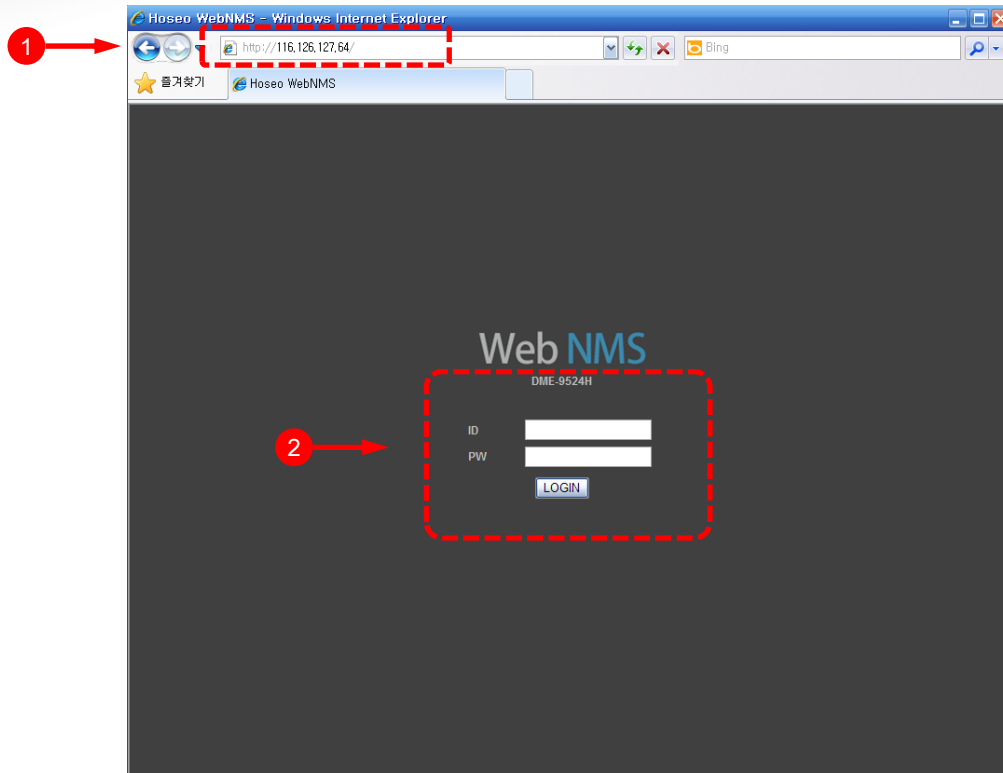 Hoseo WebNMS - Windows Internet Explorer
1
http://116.126.127.64/
Bing
즐겨찾기
Hoseo WebNMS
Web NMS
DME-9524H
ID
2
PW
LOGIN